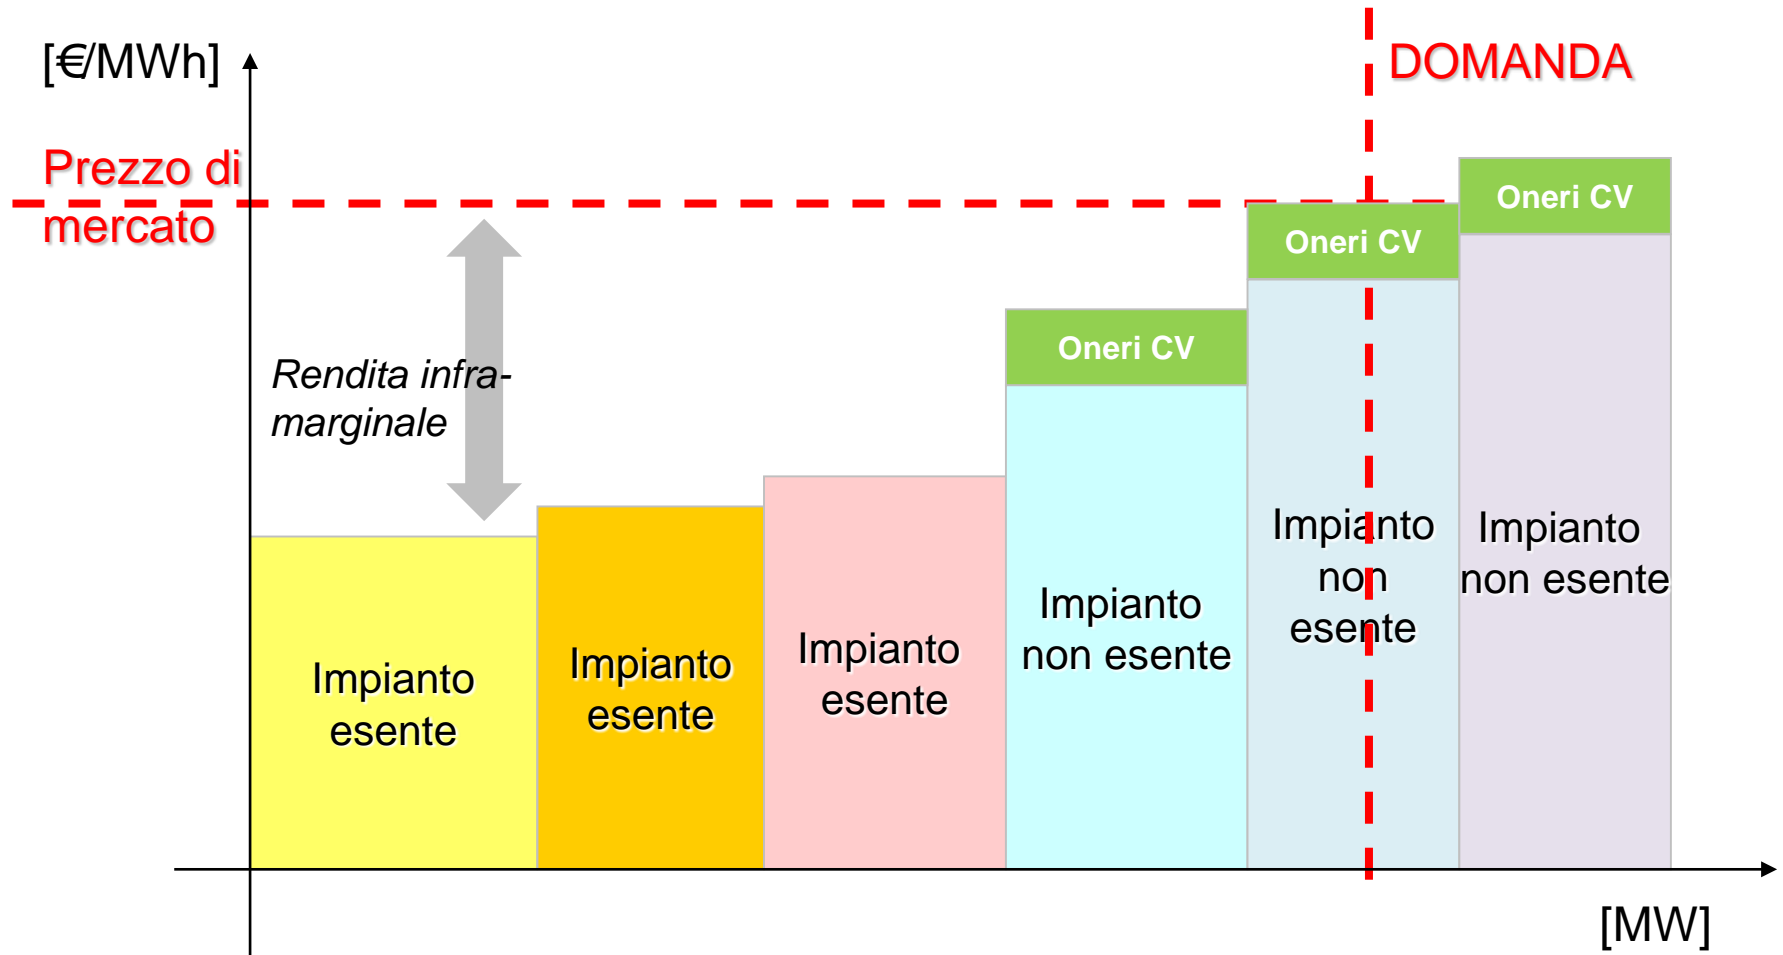 [€/MWh]
DOMANDA
Prezzo di
mercato
Oneri CV
Oneri CV
Oneri CV
Rendita infra-
marginale
Impianto
esente
Impianto
esente
Impianto
esente
Impianto
non esente
Impianto
non
esente
Impianto
non esente
[MW]